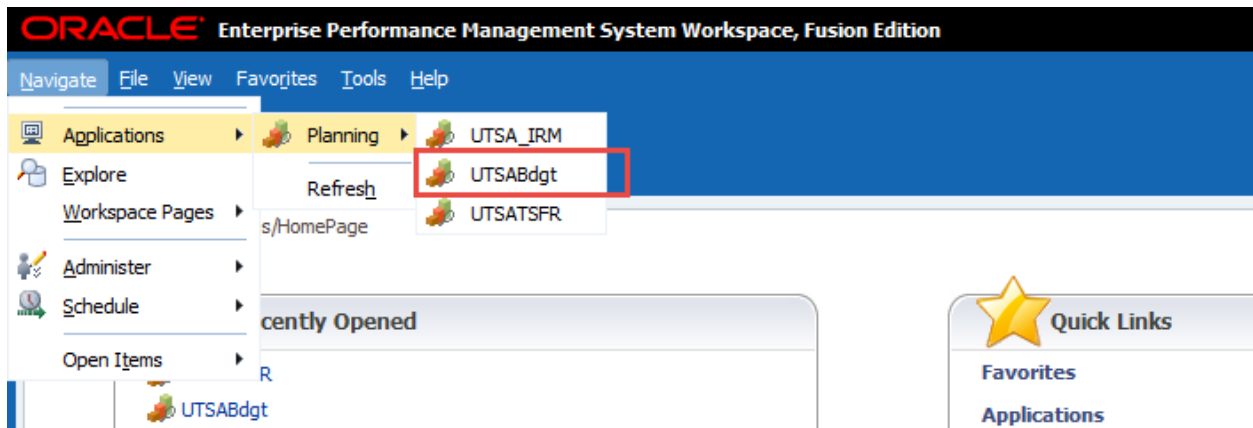 ORACLE Enterprise Performance Management System Workspace, Fusion Edition
Navigate File View Favorites Tools Help
Applications Planning UTSA_IRM
Explore UTSABdgt
Refresh
Workspace Pages UTSATSFR
s/HomePage
Administer
Schedule
cently Opened Quick Links
Open Items
R Favorites
UTSABdgt Applications